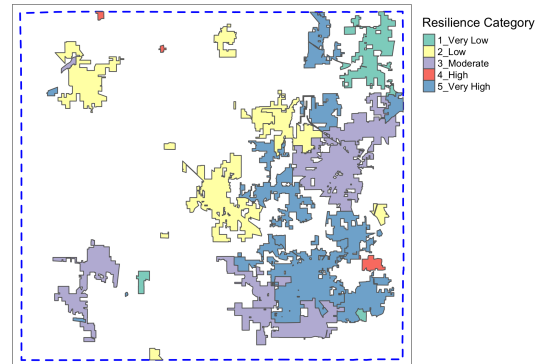 Resilience Category
1_Very Low
2_Low
3_Moderate
4_High
5_Very High